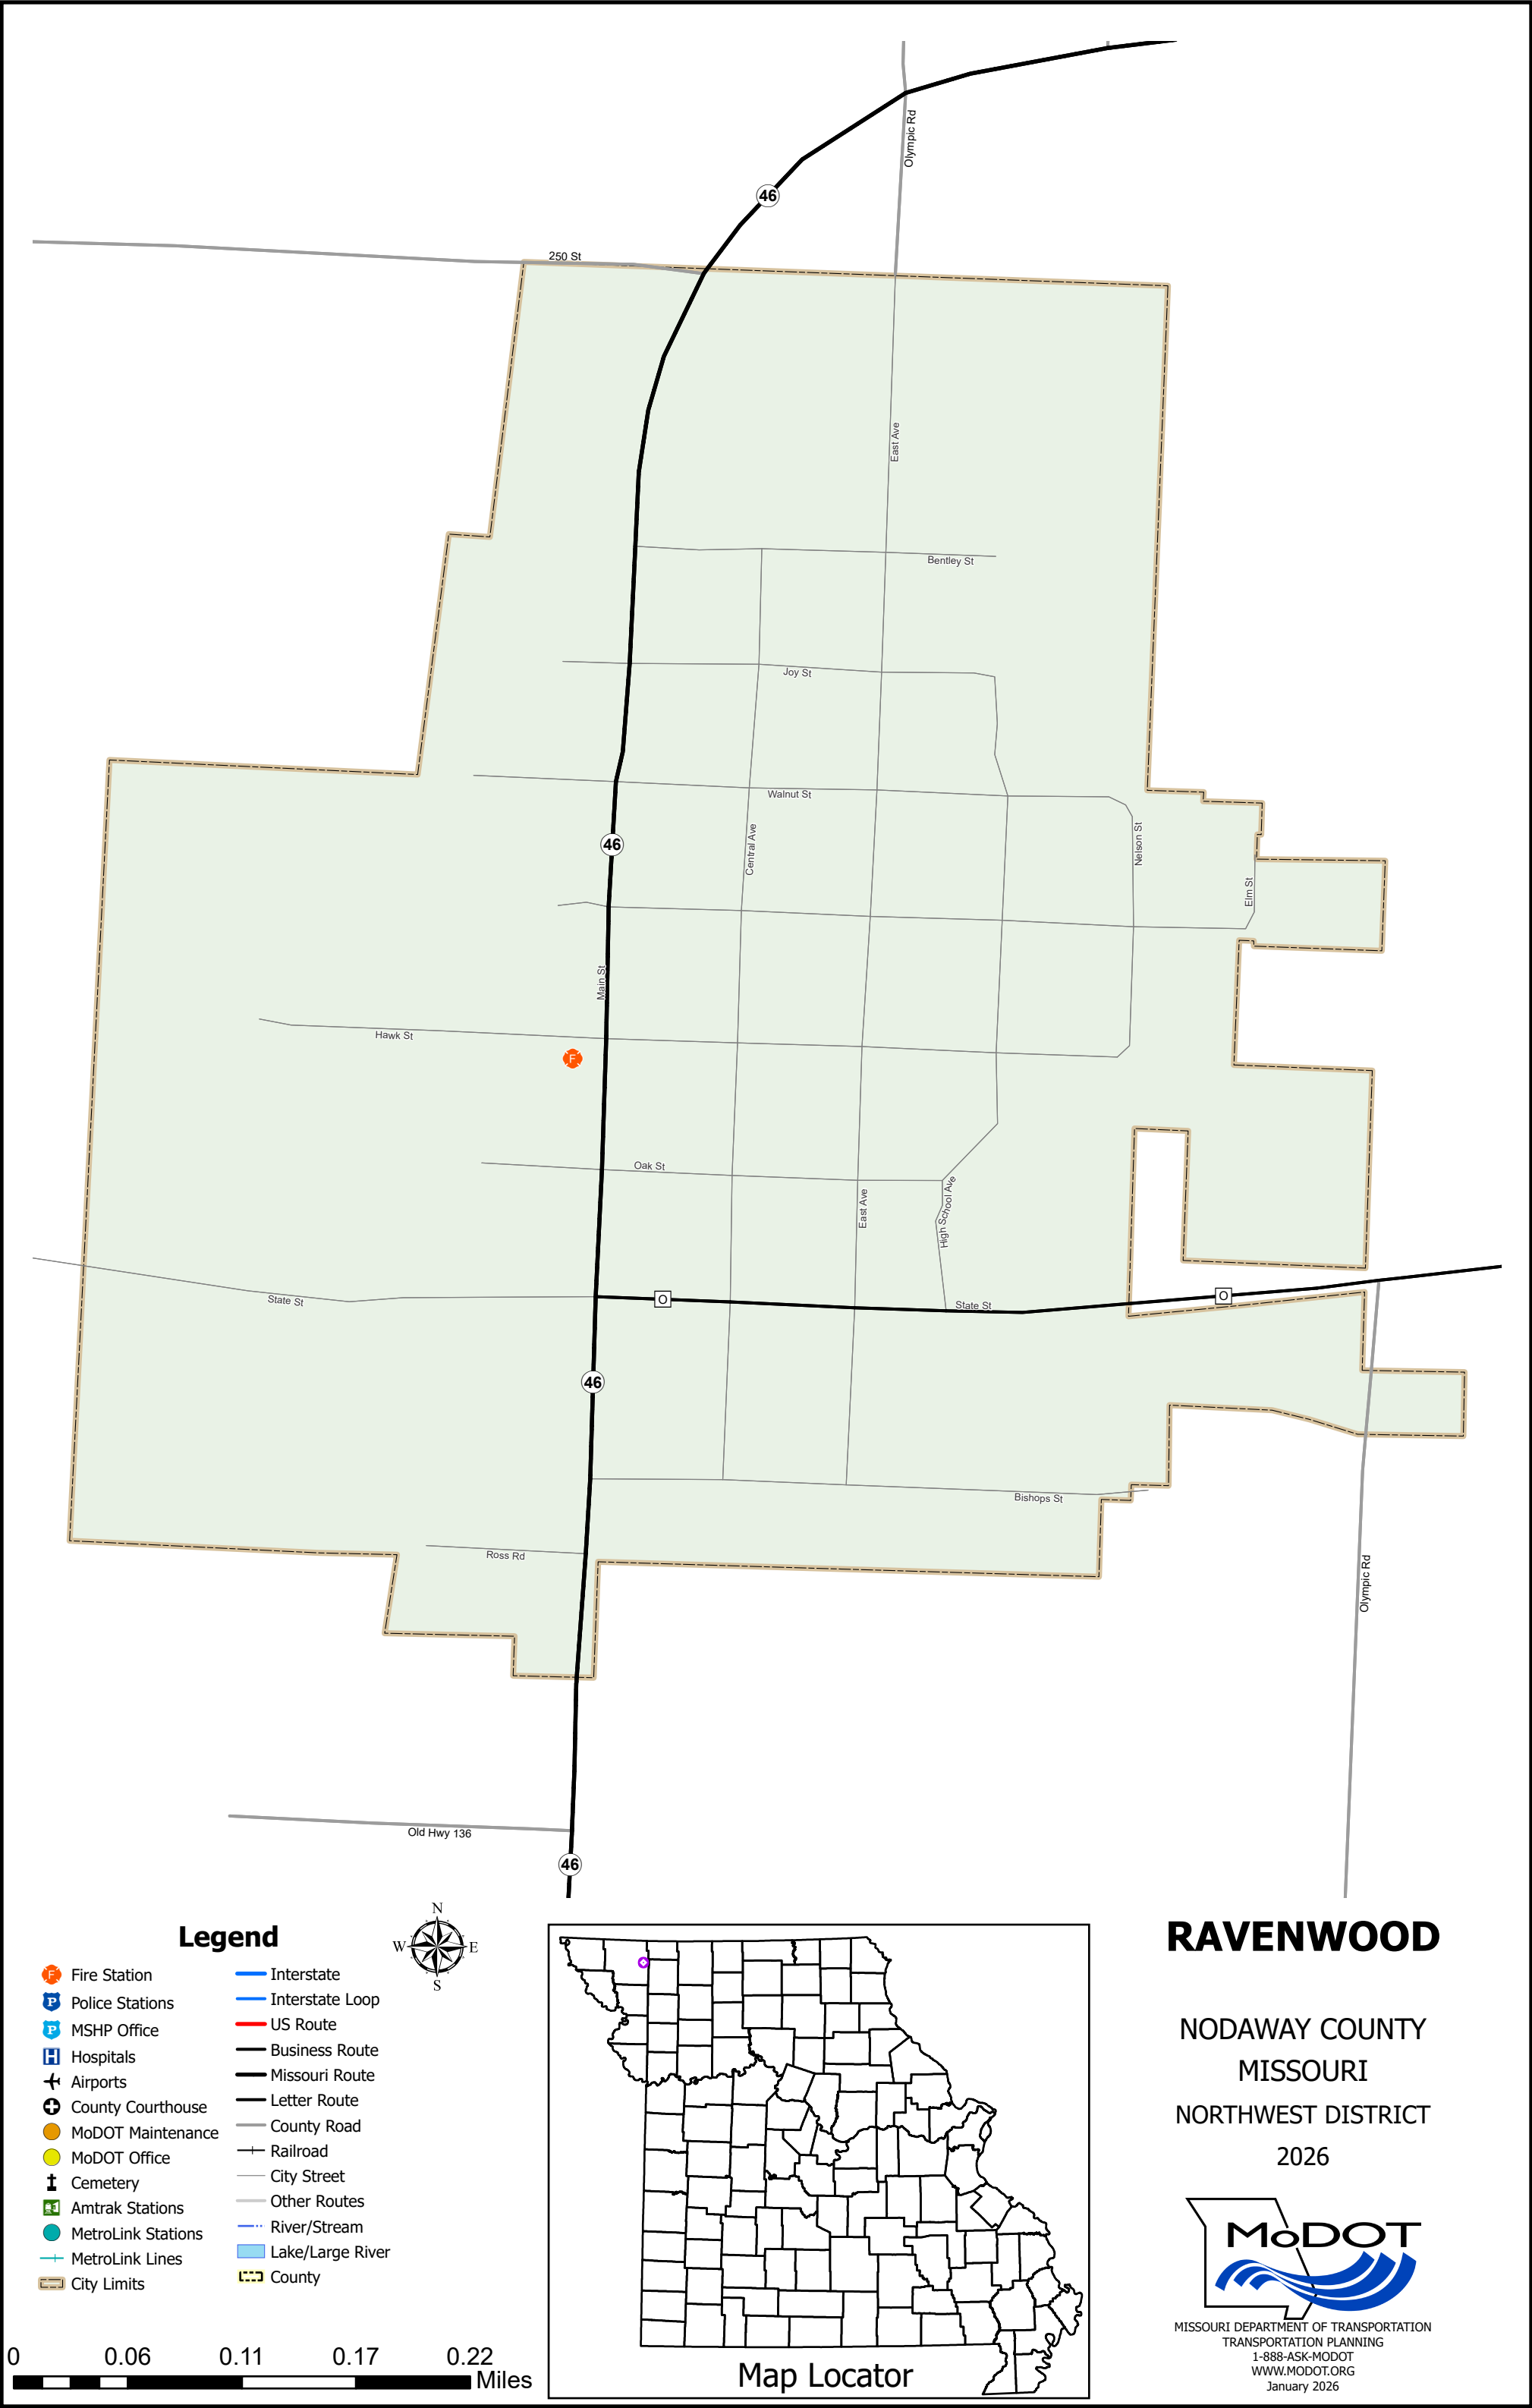 Olympic Rd
46
250 St
East Ave
Bentley St
Joy St
Walnut St
Central Ave
Nelson St
46
Elm St
Main St
Hawk St
F
Oak St
High School Ave
East Ave
State St
O
State St
O
46
Bishops St
Ross Rd
Olympic Rd
Old Hwy 136
46
Legend
N
W
E
S
F Fire Station
P Police Stations
P MSHP Office
H Hospitals
Airports
County Courthouse
MoDOT Maintenance
MoDOT Office
Cemetery
Amtrak Stations
MetroLink Stations
MetroLink Lines
City Limits
Interstate
Interstate Loop
US Route
Business Route
Missouri Route
Letter Route
County Road
Railroad
City Street
Other Routes
River/Stream
Lake/Large River
County
0 0.06 0.11 0.17 0.22
Miles
Map Locator
RAVENWOOD
NODAWAY COUNTY
MISSOURI
NORTHWEST DISTRICT
2026
MoDOT
MISSOURI DEPARTMENT OF TRANSPORTATION
TRANSPORTATION PLANNING
1-888-ASK-MODOT
WWW.MODOT.ORG
January 2026